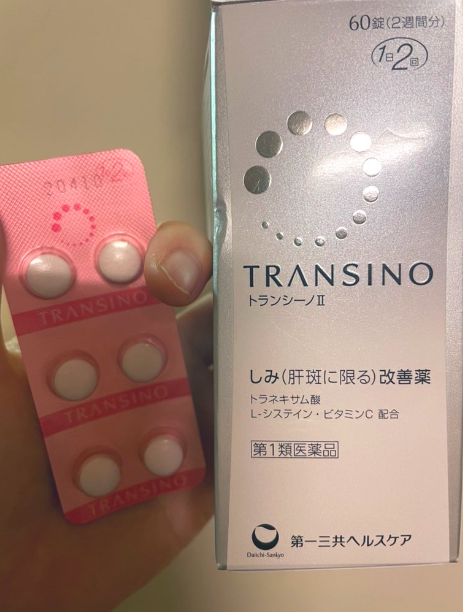 60錠(2週間分)
1日2回
TRANSINO
トランシーノⅡ
しみ(肝斑に限る)改善薬
トラネキサム酸
L-システイン・ビタミンC 配合
第1類医薬品
Daiichi-Sankyo
第一三共ヘルスケア
TRANSINO
TRANSINO
TRANSINO